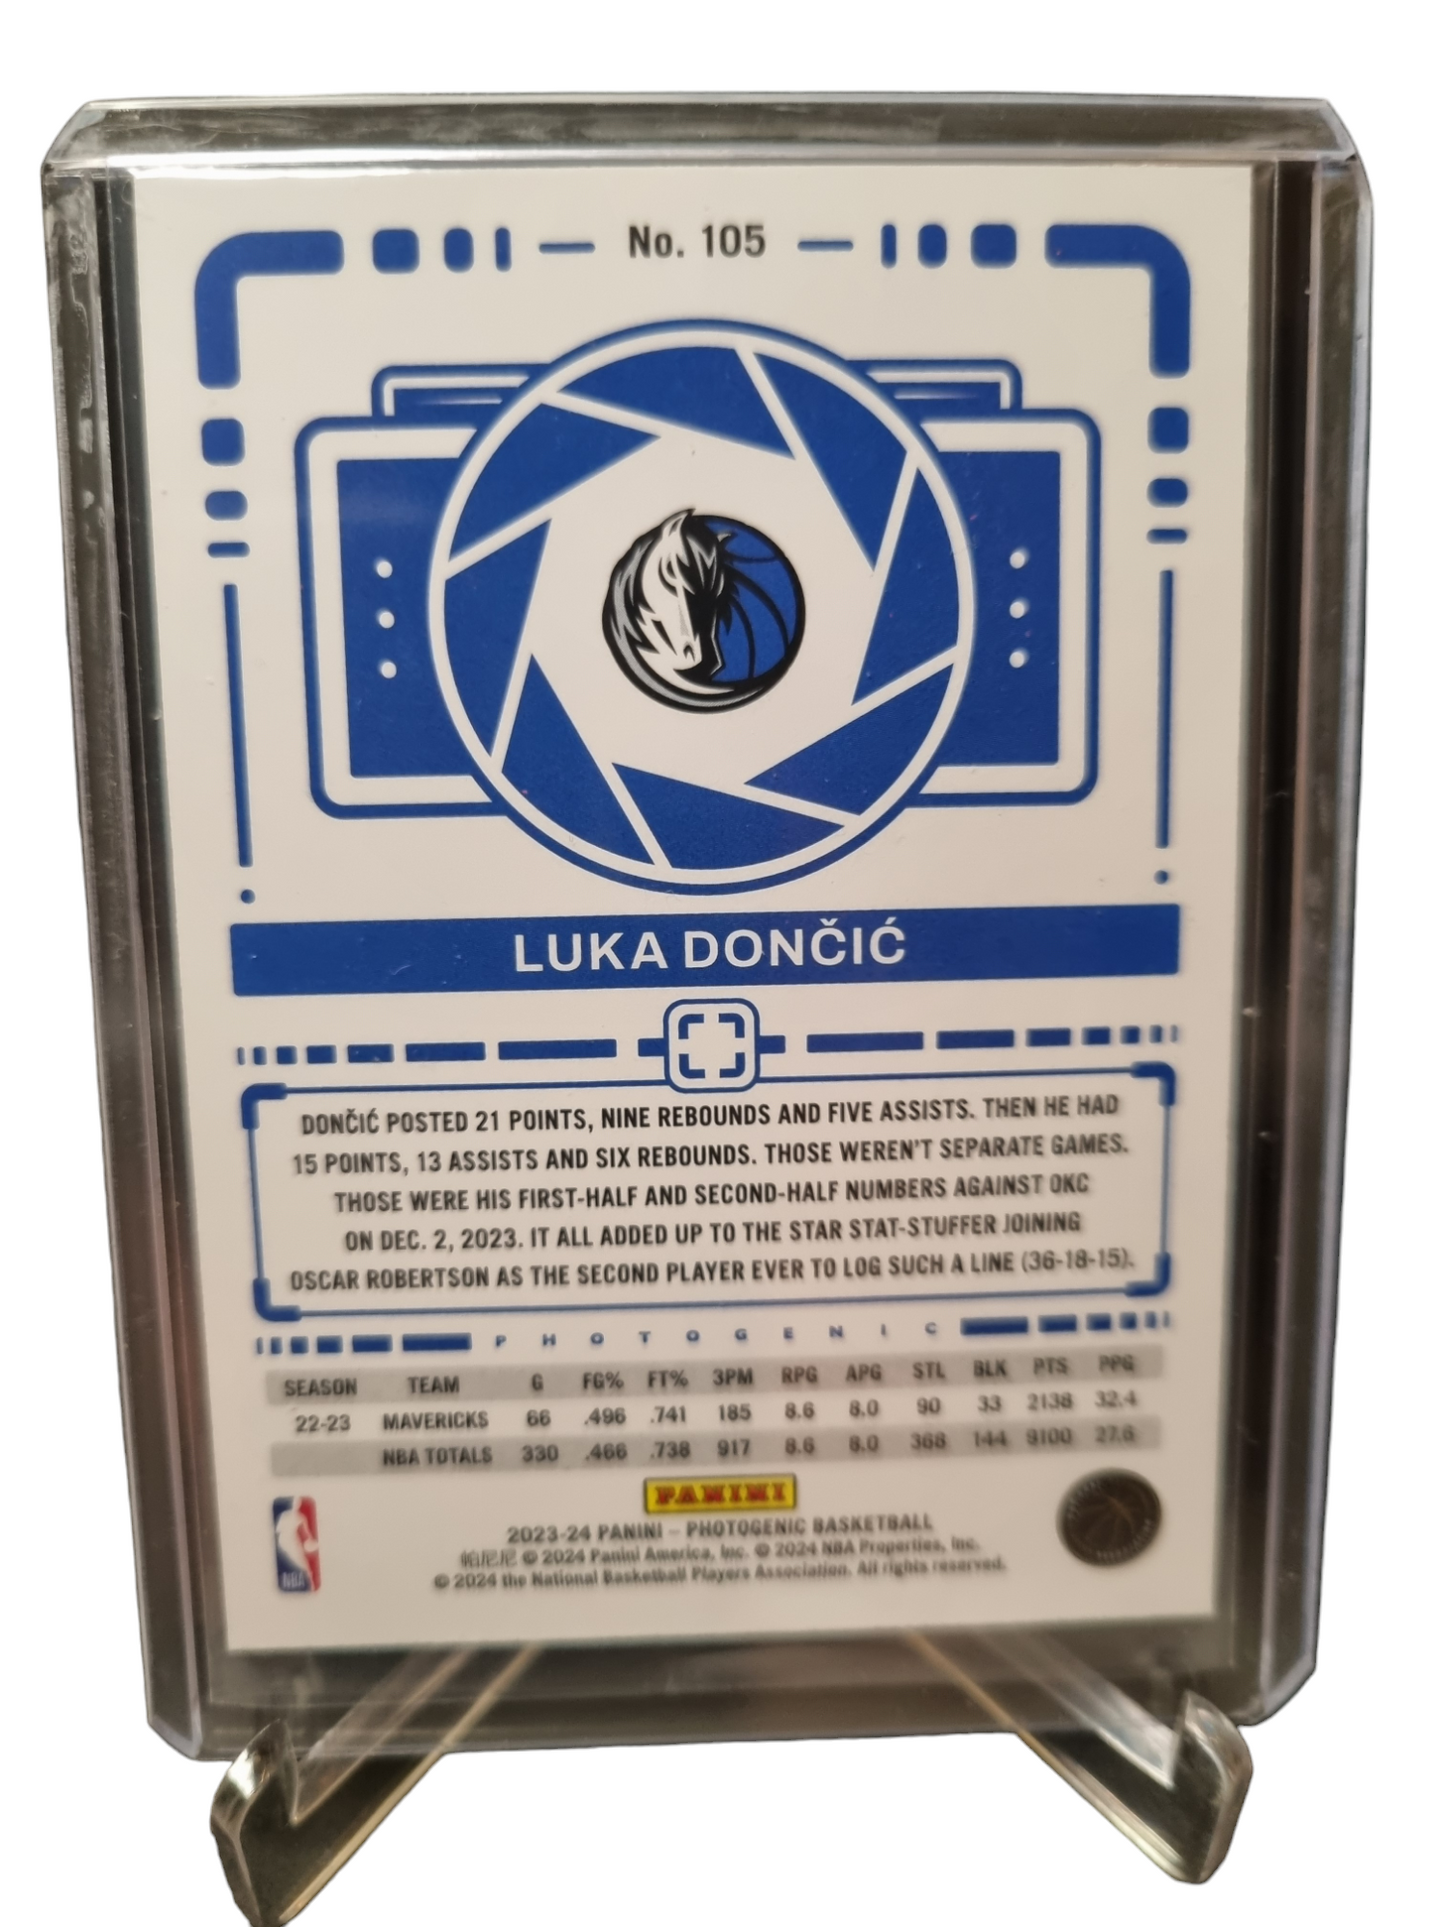 No. 105
LUKA DONČIĆ
DONČIĆ POSTED 21 POINTS, NINE REBOUNDS AND FIVE ASSISTS. THEN HE HAD
15 POINTS, 13 ASSISTS AND SIX REBOUNDS. THOSE WEREN'T SEPARATE GAMES.
THOSE WERE HIS FIRST-HALF AND SECOND-HALF NUMBERS AGAINST OKC
ON DEC. 2, 2023. IT ALL ADDED UP TO THE STAR STAT-STUFFER JOINING
OSCAR ROBERTSON AS THE SECOND PLAYER EVER TO LOG SUCH A LINE (36-18-15).
PHOTOGENIC
SEASON TEAM G FG% FT% 3PM RPG APG STL BLK PTS PPG
22-23 MAVERICKS 66 .496 .741 185 8.6 8.0 90 33 2138 32.4
NBA TOTALS 330 .466 .738 917 8.6 8.0 368 144 9100 27.6
PANINI
2023-24 PANINI – PHOTOGENIC BASKETBALL
帕尼尼 © 2024 Panini America, Inc. © 2024 NBA Properties, Inc.
© 2024 the National Basketball Players Association. All rights reserved.
NBA